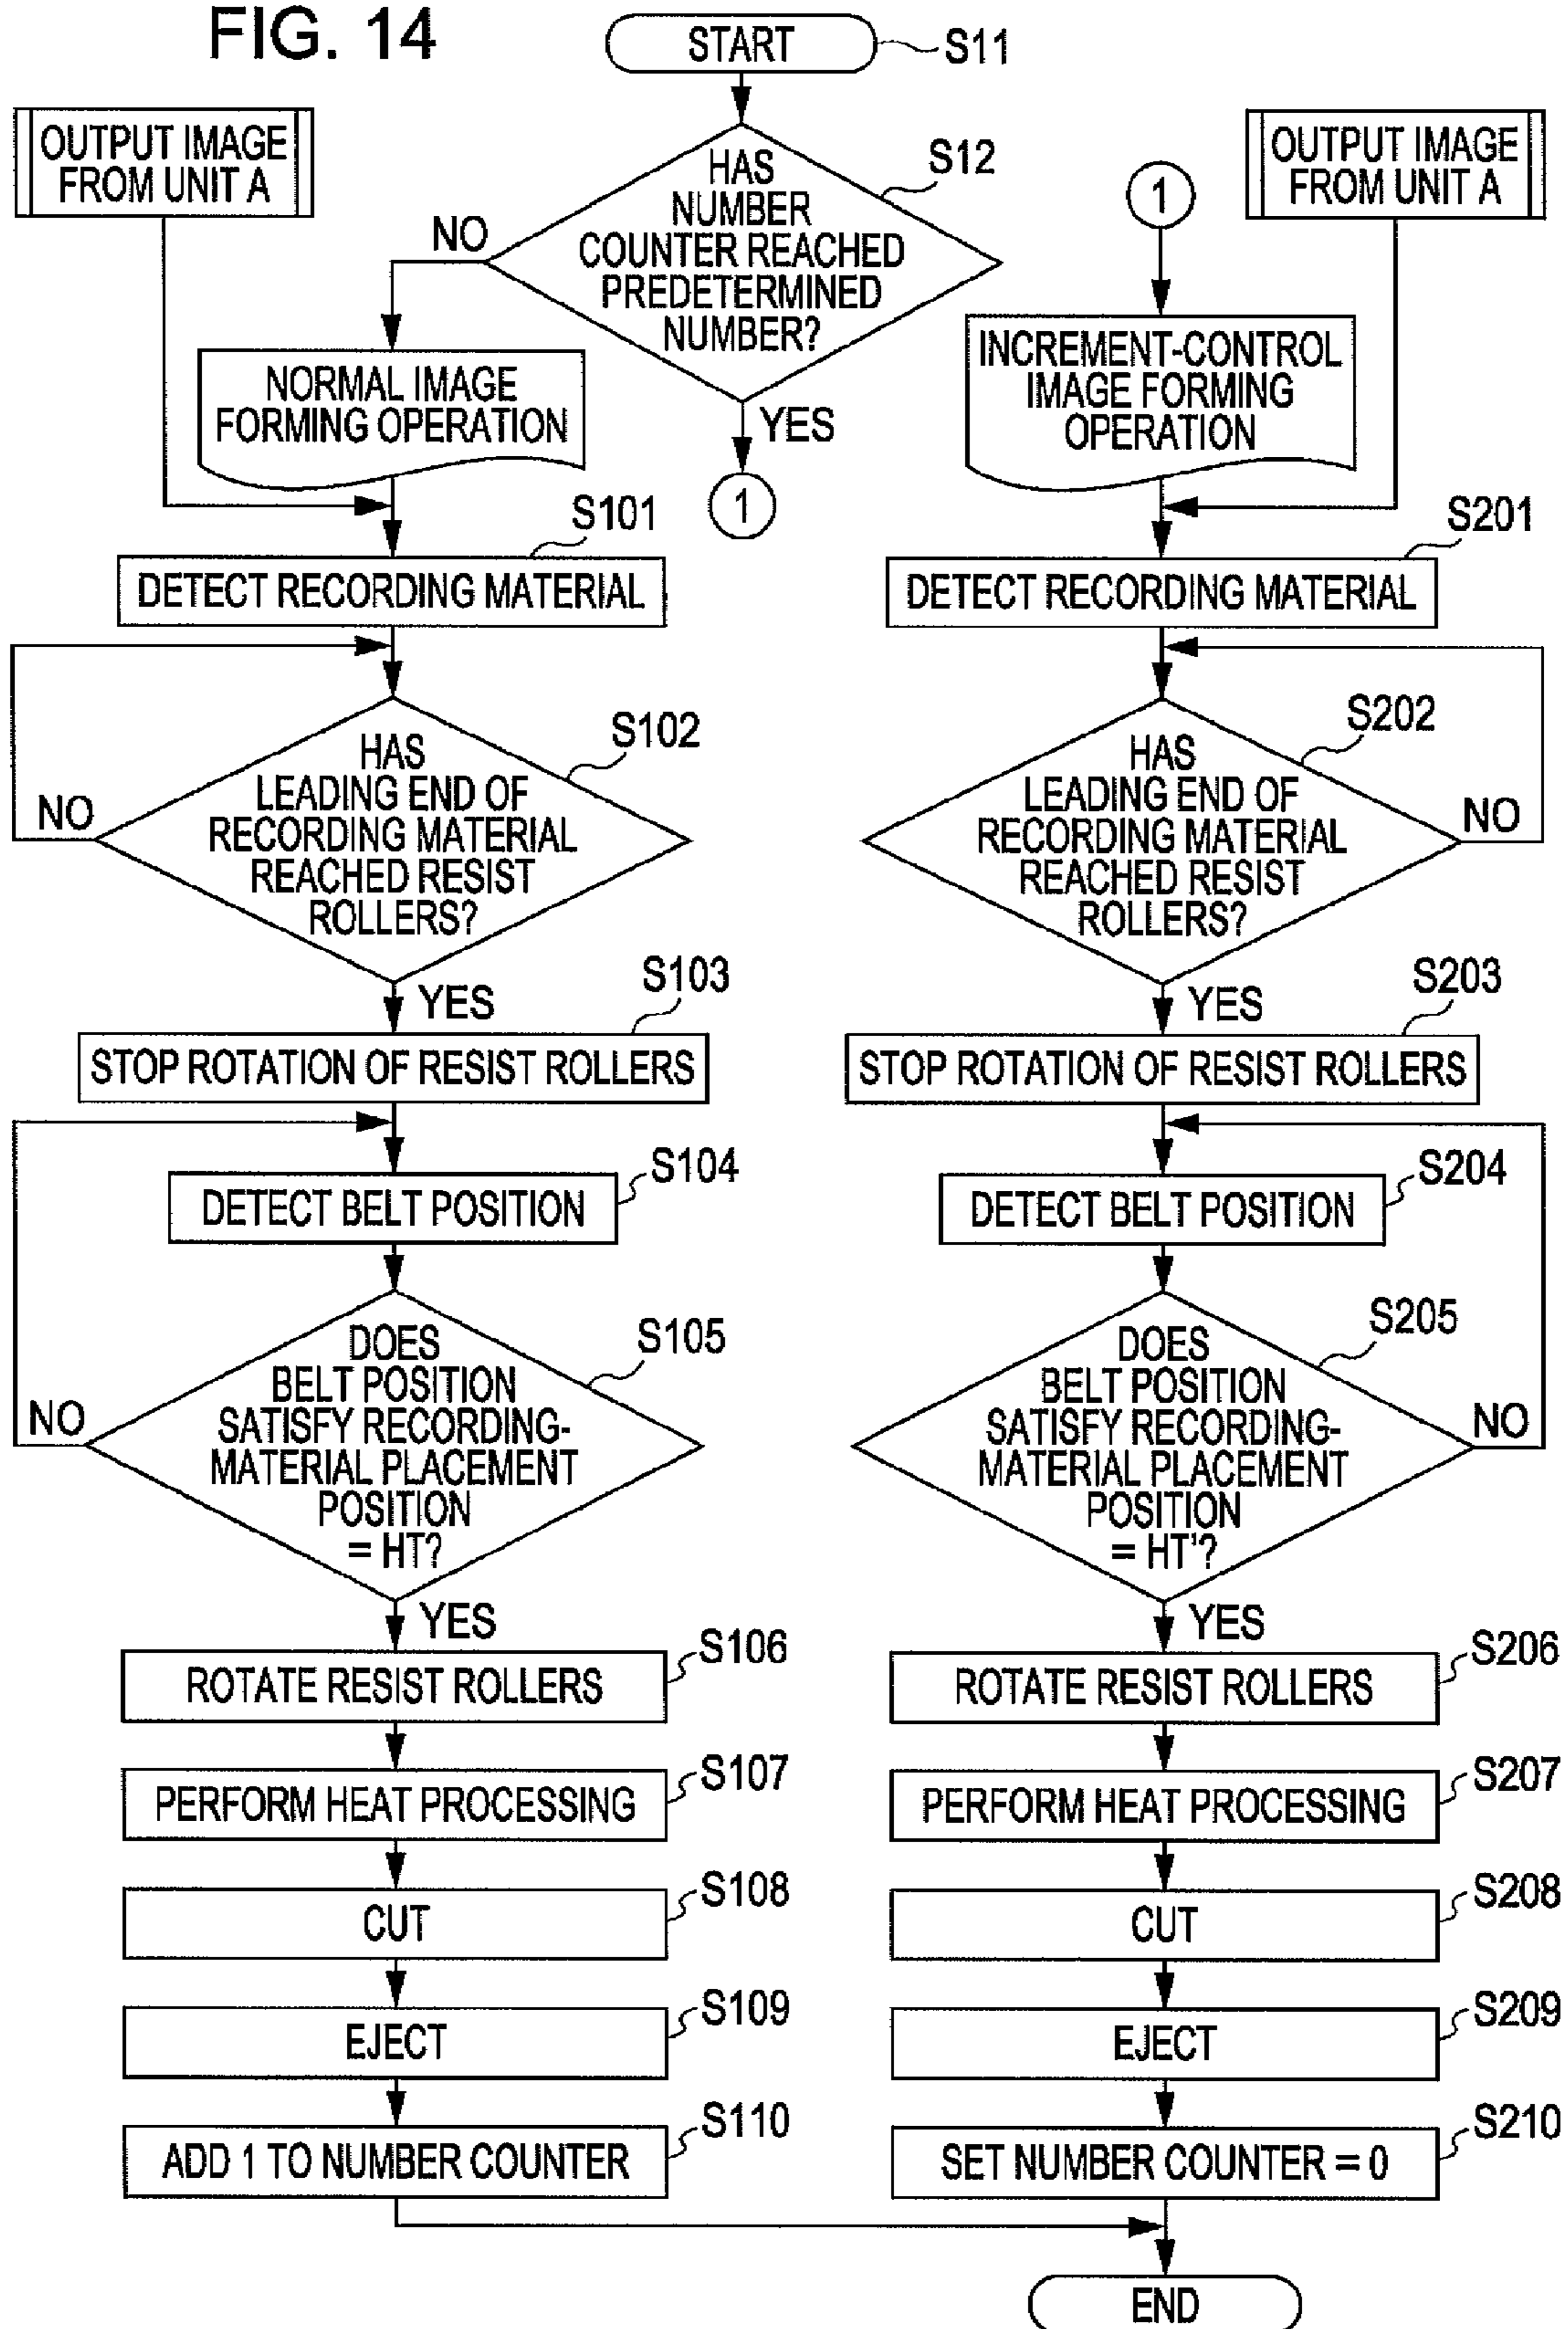 FIG. 14
START
S11
OUTPUT IMAGE
FROM UNIT A
HAS
NUMBER
COUNTER REACHED
PREDETERMINED
NUMBER?
S12
NO
YES
1
NORMAL IMAGE
FORMING OPERATION
S101
DETECT RECORDING MATERIAL
HAS
LEADING END OF
RECORDING MATERIAL
REACHED RESIST
ROLLERS?
S102
NO
YES
S103
STOP ROTATION OF RESIST ROLLERS
S104
DETECT BELT POSITION
DOES
BELT POSITION
SATISFY RECORDING-
MATERIAL PLACEMENT
POSITION
= HT?
S105
NO
YES
S106
ROTATE RESIST ROLLERS
S107
PERFORM HEAT PROCESSING
S108
CUT
S109
EJECT
S110
ADD 1 TO NUMBER COUNTER
1
OUTPUT IMAGE
FROM UNIT A
INCREMENT-CONTROL
IMAGE FORMING
OPERATION
S201
DETECT RECORDING MATERIAL
HAS
LEADING END OF
RECORDING MATERIAL
REACHED RESIST
ROLLERS?
S202
NO
YES
S203
STOP ROTATION OF RESIST ROLLERS
S204
DETECT BELT POSITION
DOES
BELT POSITION
SATISFY RECORDING-
MATERIAL PLACEMENT
POSITION
= HT'?
S205
NO
YES
S206
ROTATE RESIST ROLLERS
S207
PERFORM HEAT PROCESSING
S208
CUT
S209
EJECT
S210
SET NUMBER COUNTER = 0
END